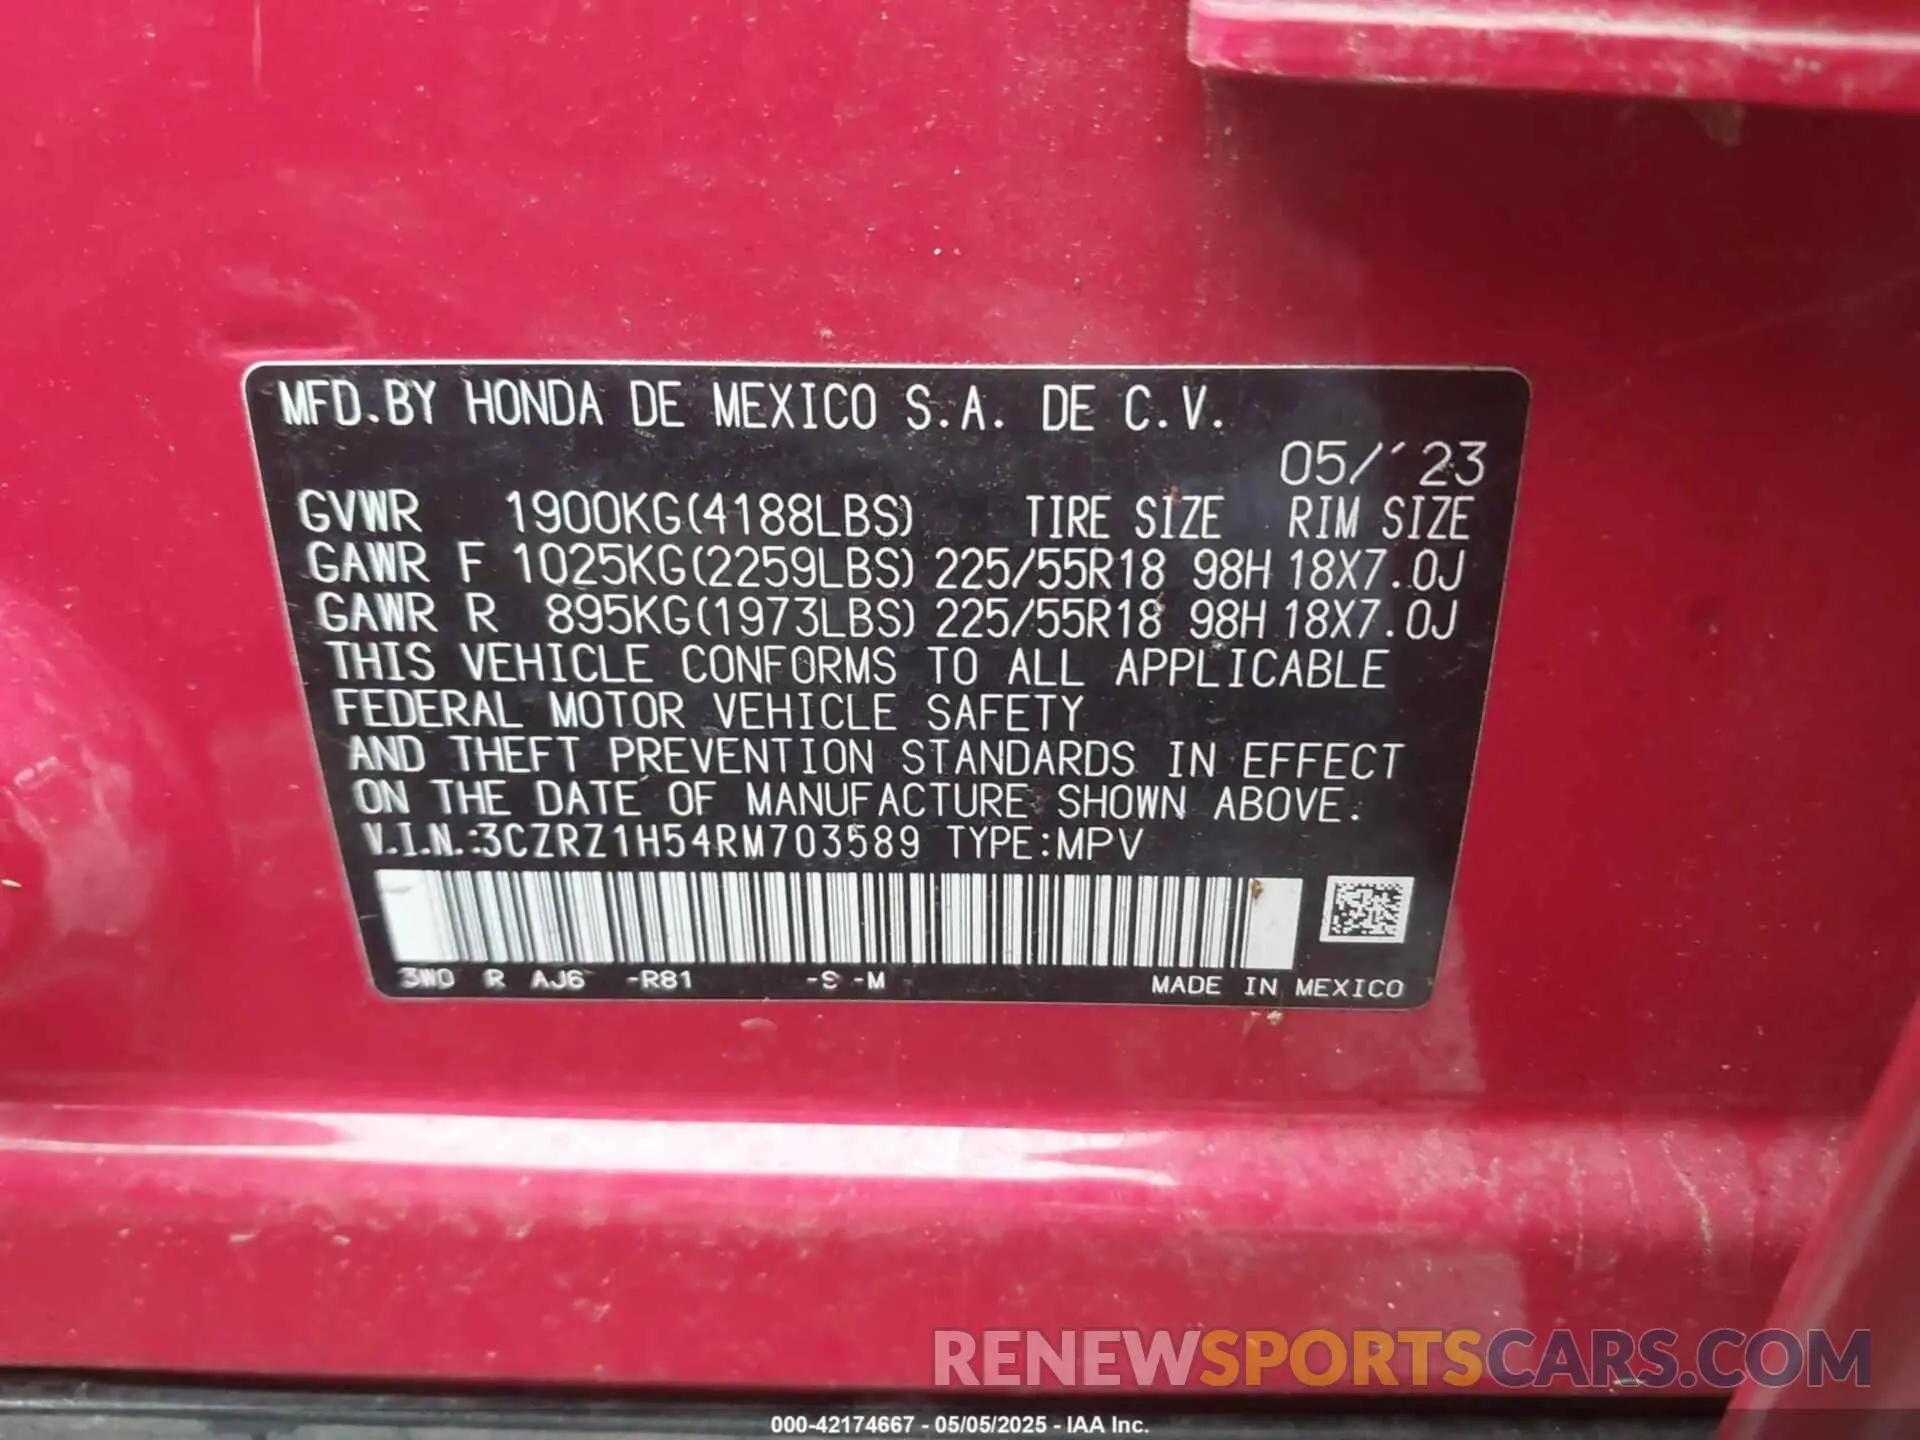 MFD.BY HONDA DE MEXICO S.A. DE C.V.
05/'23
GVWR 1900KG(4188LBS) TIRE SIZE RIM SIZE
GAWR F 1025KG(2259LBS) 225/55R18 98H 18X7.0J
GAWR R 895KG(1973LBS) 225/55R18 98H 18X7.0J
THIS VEHICLE CONFORMS TO ALL APPLICABLE
FEDERAL MOTOR VEHICLE SAFETY
AND THEFT PREVENTION STANDARDS IN EFFECT
ON THE DATE OF MANUFACTURE SHOWN ABOVE.
V.I.N.:3CZRZ1H54RM703589 TYPE:MPV
3W0 R AJ6 -R81 -S -M MADE IN MEXICO
RENEWSPORTSCARS.COM
000-42174667 - 05/05/2025 - IAA Inc.